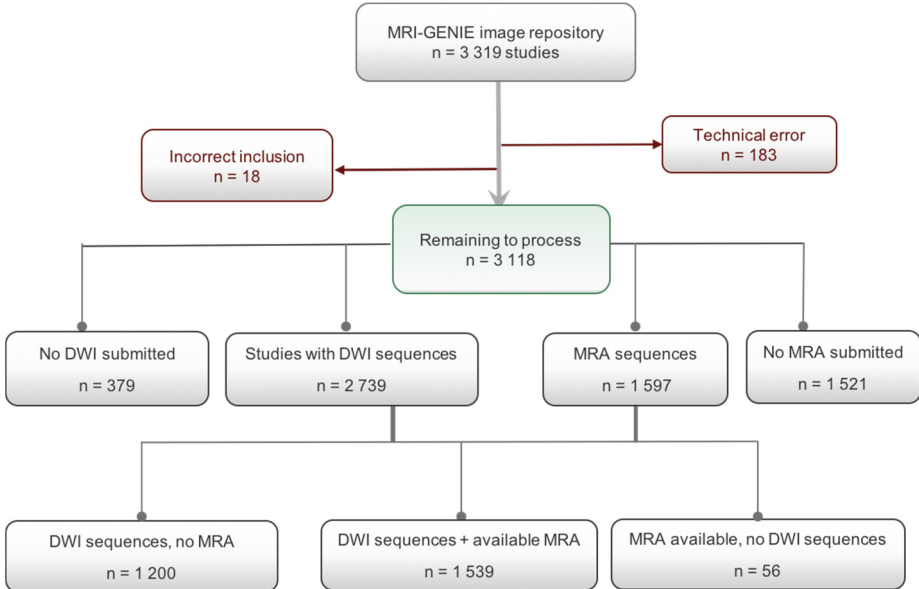 MRI-GENIE image repository
n = 3 319 studies
Technical error
n = 183
Incorrect inclusion
n = 18
Remaining to process
n = 3 118
No DWI submitted
n = 379
Studies with DWI sequences
n = 2 739
MRA sequences
n = 1 597
No MRA submitted
n = 1 521
DWI sequences, no MRA
n = 1 200
DWI sequences + available MRA
n = 1 539
MRA available, no DWI sequences
n = 56